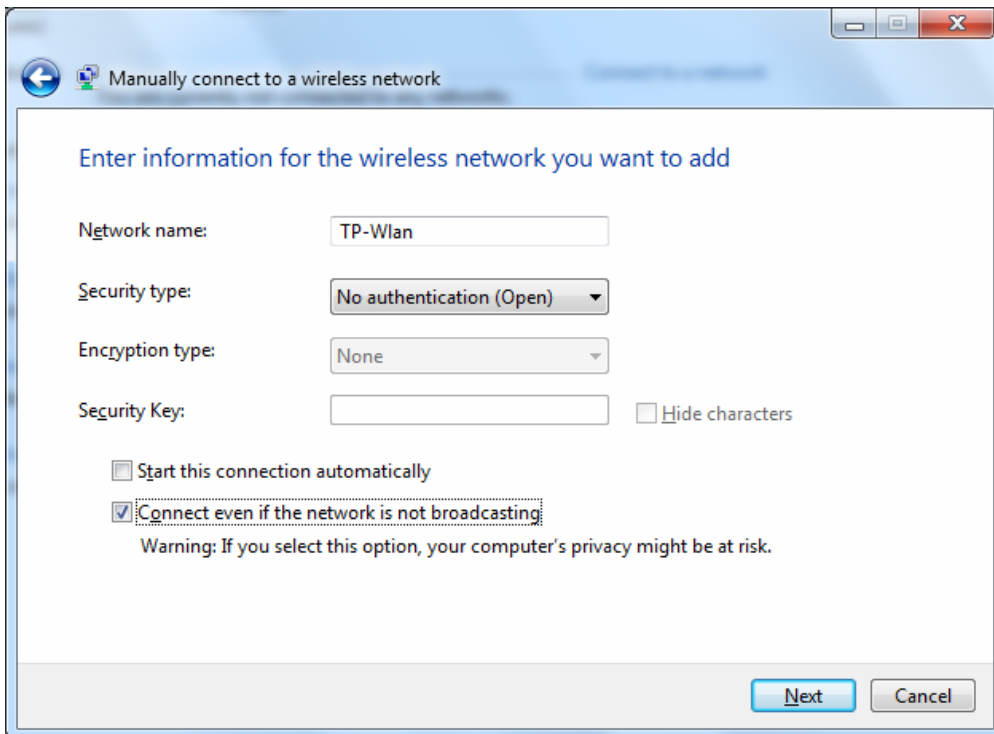 Manually connect to a wireless network
Enter information for the wireless network you want to add
Network name: TP-Wlan
Security type: No authentication (Open)
Encryption type: None
Security Key: Hide characters
Start this connection automatically
Connect even if the network is not broadcasting
Warning: If you select this option, your computer's privacy might be at risk.
Next Cancel